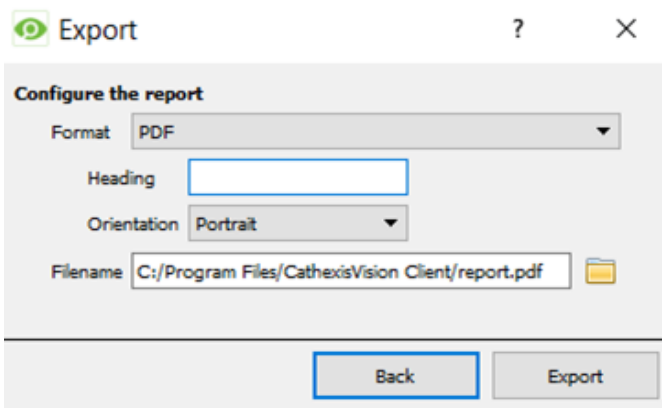 Export ?
Configure the report
Format PDF
Heading
Orientation Portrait
Filename C:/Program Files/CathexisVision Client/report.pdf
Back Export